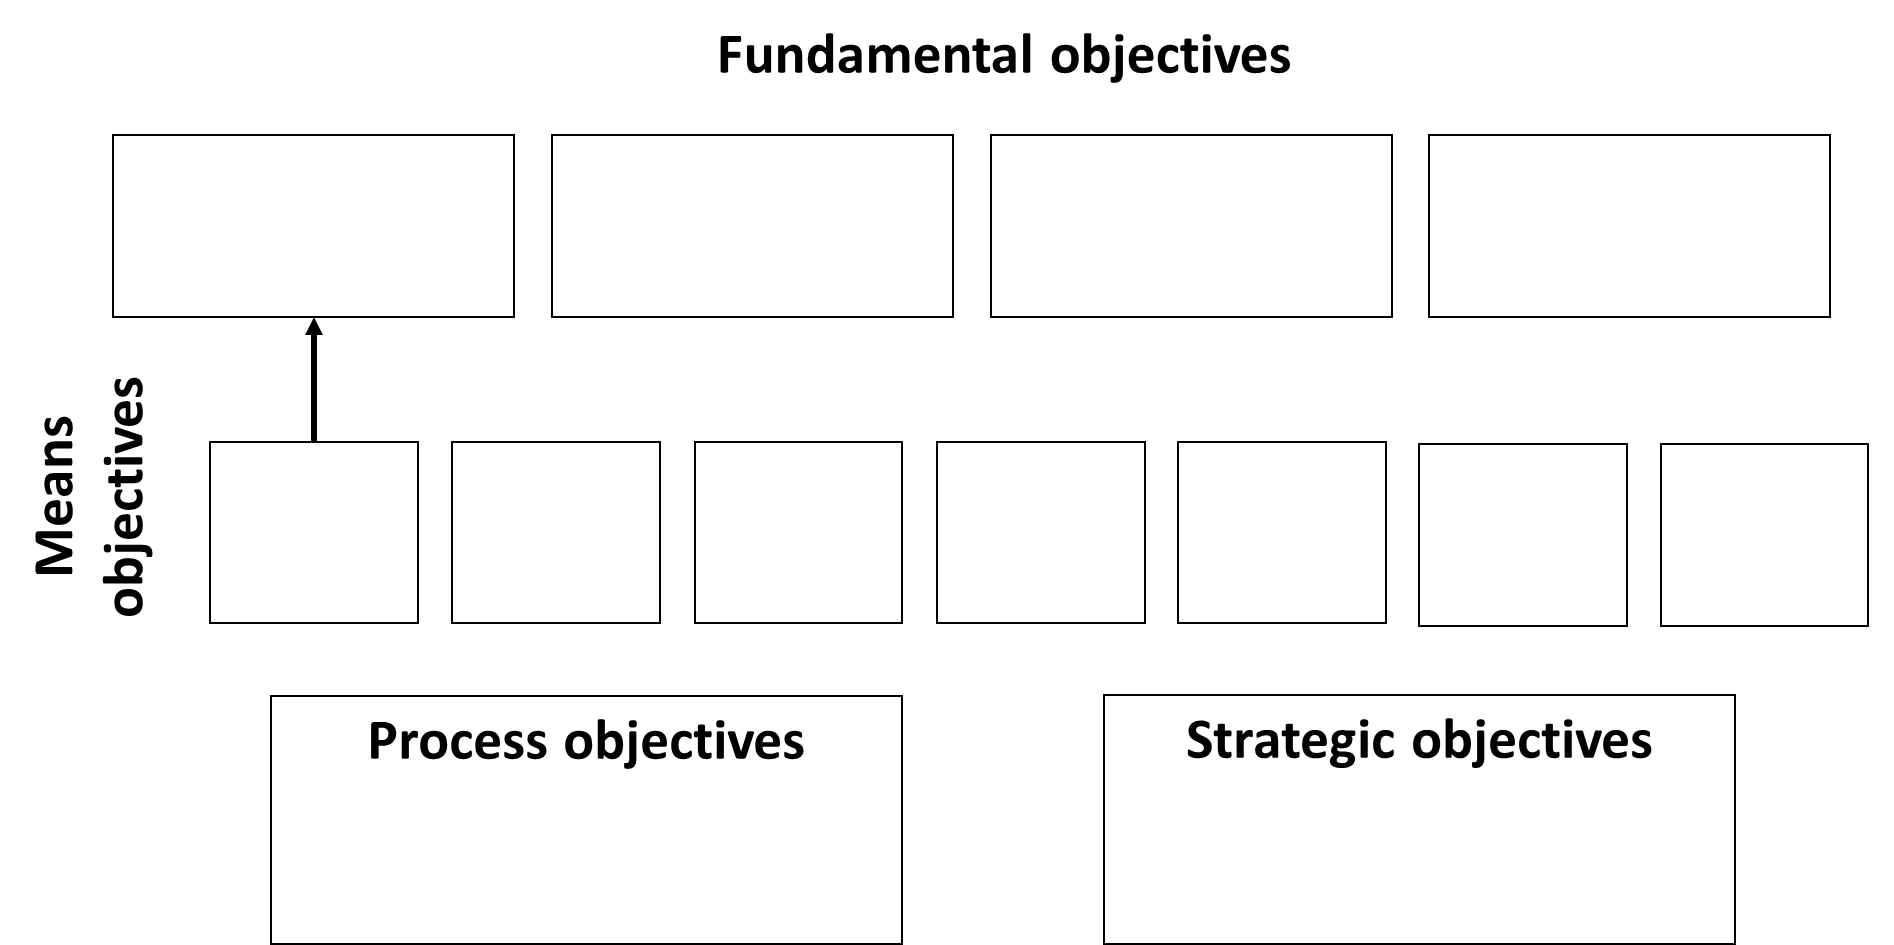 Fundamental objectives
Means
objectives
Process objectives
Strategic objectives